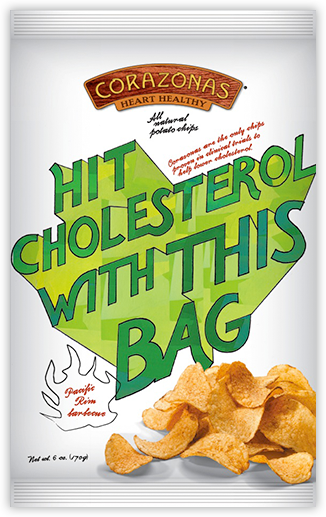 CORAZONAS
HEART HEALTHY
All
natural
potato chips
Corazonas are the only chips
proven in clinical trials to
help lower cholesterol.
HIT
CHOLESTEROL
WITH THIS
BAG
Pacific
Rim
barbecue
Net wt. 6 oz. (170g)